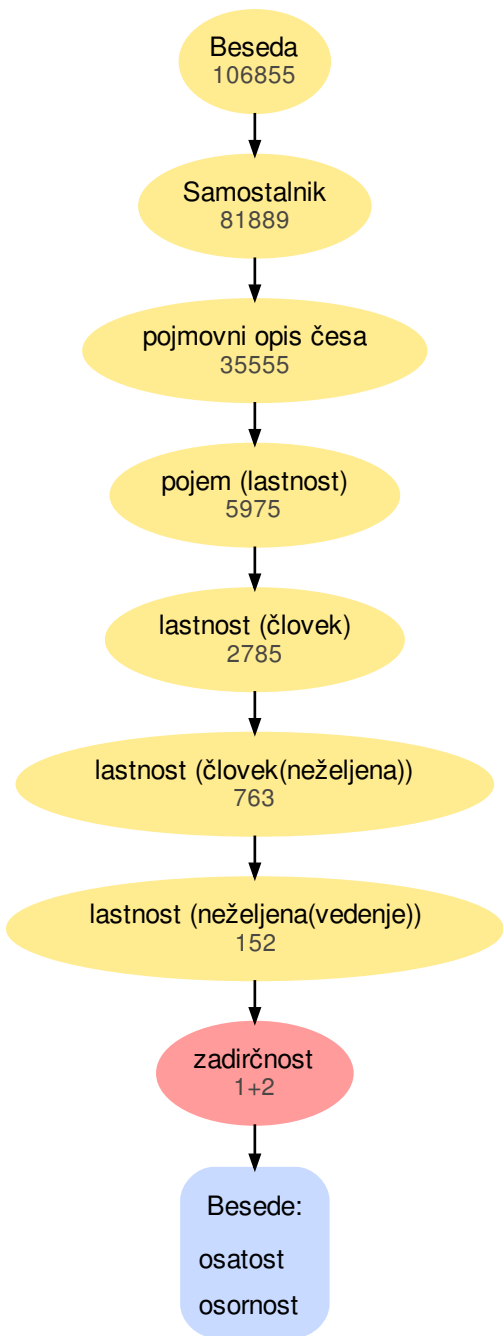 Beseda
106855
Samostalnik
81889
pojmovni opis česa
35555
pojem (lastnost)
5975
lastnost (človek)
2785
lastnost (človek(neželjena))
763
lastnost (neželjena(vedenje))
152
zadirčnost
1+2
Besede:
osatost
osornost